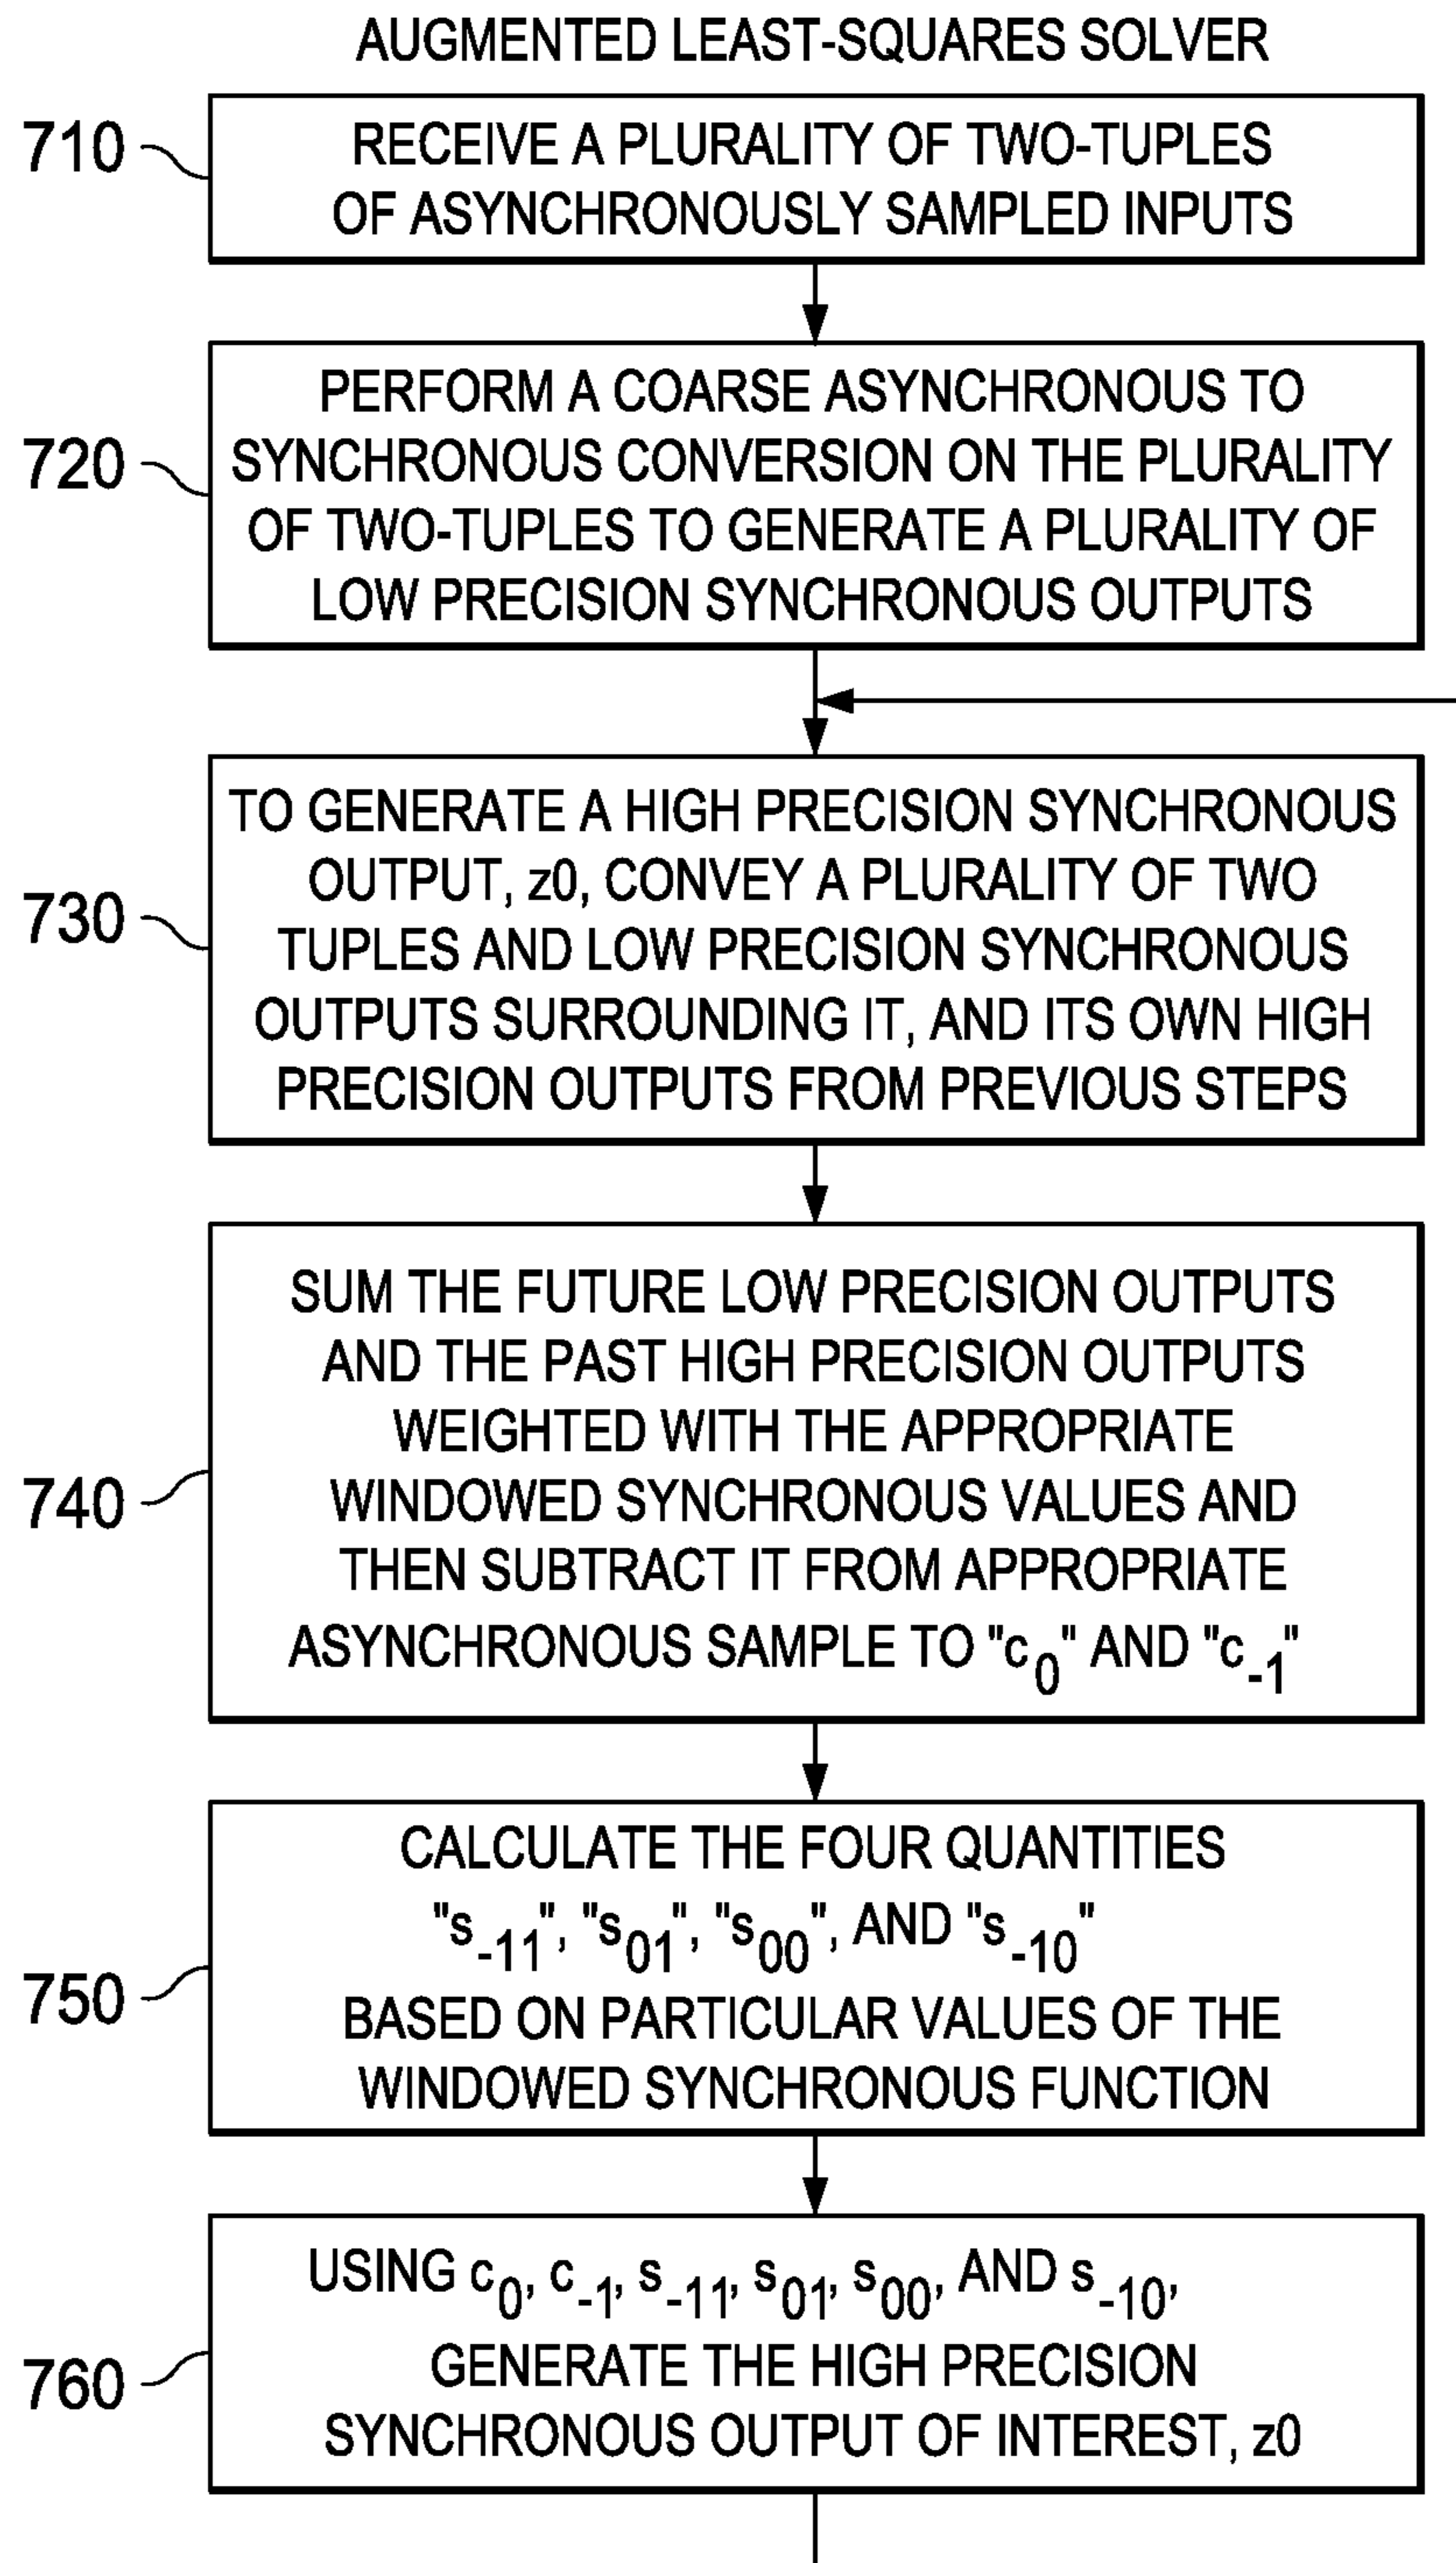 AUGMENTED LEAST-SQUARES SOLVER
710
RECEIVE A PLURALITY OF TWO-TUPLES
OF ASYNCHRONOUSLY SAMPLED INPUTS
720
PERFORM A COARSE ASYNCHRONOUS TO
SYNCHRONOUS CONVERSION ON THE PLURALITY
OF TWO-TUPLES TO GENERATE A PLURALITY OF
LOW PRECISION SYNCHRONOUS OUTPUTS
730
TO GENERATE A HIGH PRECISION SYNCHRONOUS
OUTPUT, z0, CONVEY A PLURALITY OF TWO
TUPLES AND LOW PRECISION SYNCHRONOUS
OUTPUTS SURROUNDING IT, AND ITS OWN HIGH
PRECISION OUTPUTS FROM PREVIOUS STEPS
740
SUM THE FUTURE LOW PRECISION OUTPUTS
AND THE PAST HIGH PRECISION OUTPUTS
WEIGHTED WITH THE APPROPRIATE
WINDOWED SYNCHRONOUS VALUES AND
THEN SUBTRACT IT FROM APPROPRIATE
ASYNCHRONOUS SAMPLE TO "c0" AND "c-1"
750
CALCULATE THE FOUR QUANTITIES
"s-11", "s01", "s00", AND "s-10"
BASED ON PARTICULAR VALUES OF THE
WINDOWED SYNCHRONOUS FUNCTION
760
USING c0, c-1, s-11, s01, s00, AND s-10,
GENERATE THE HIGH PRECISION
SYNCHRONOUS OUTPUT OF INTEREST, z0